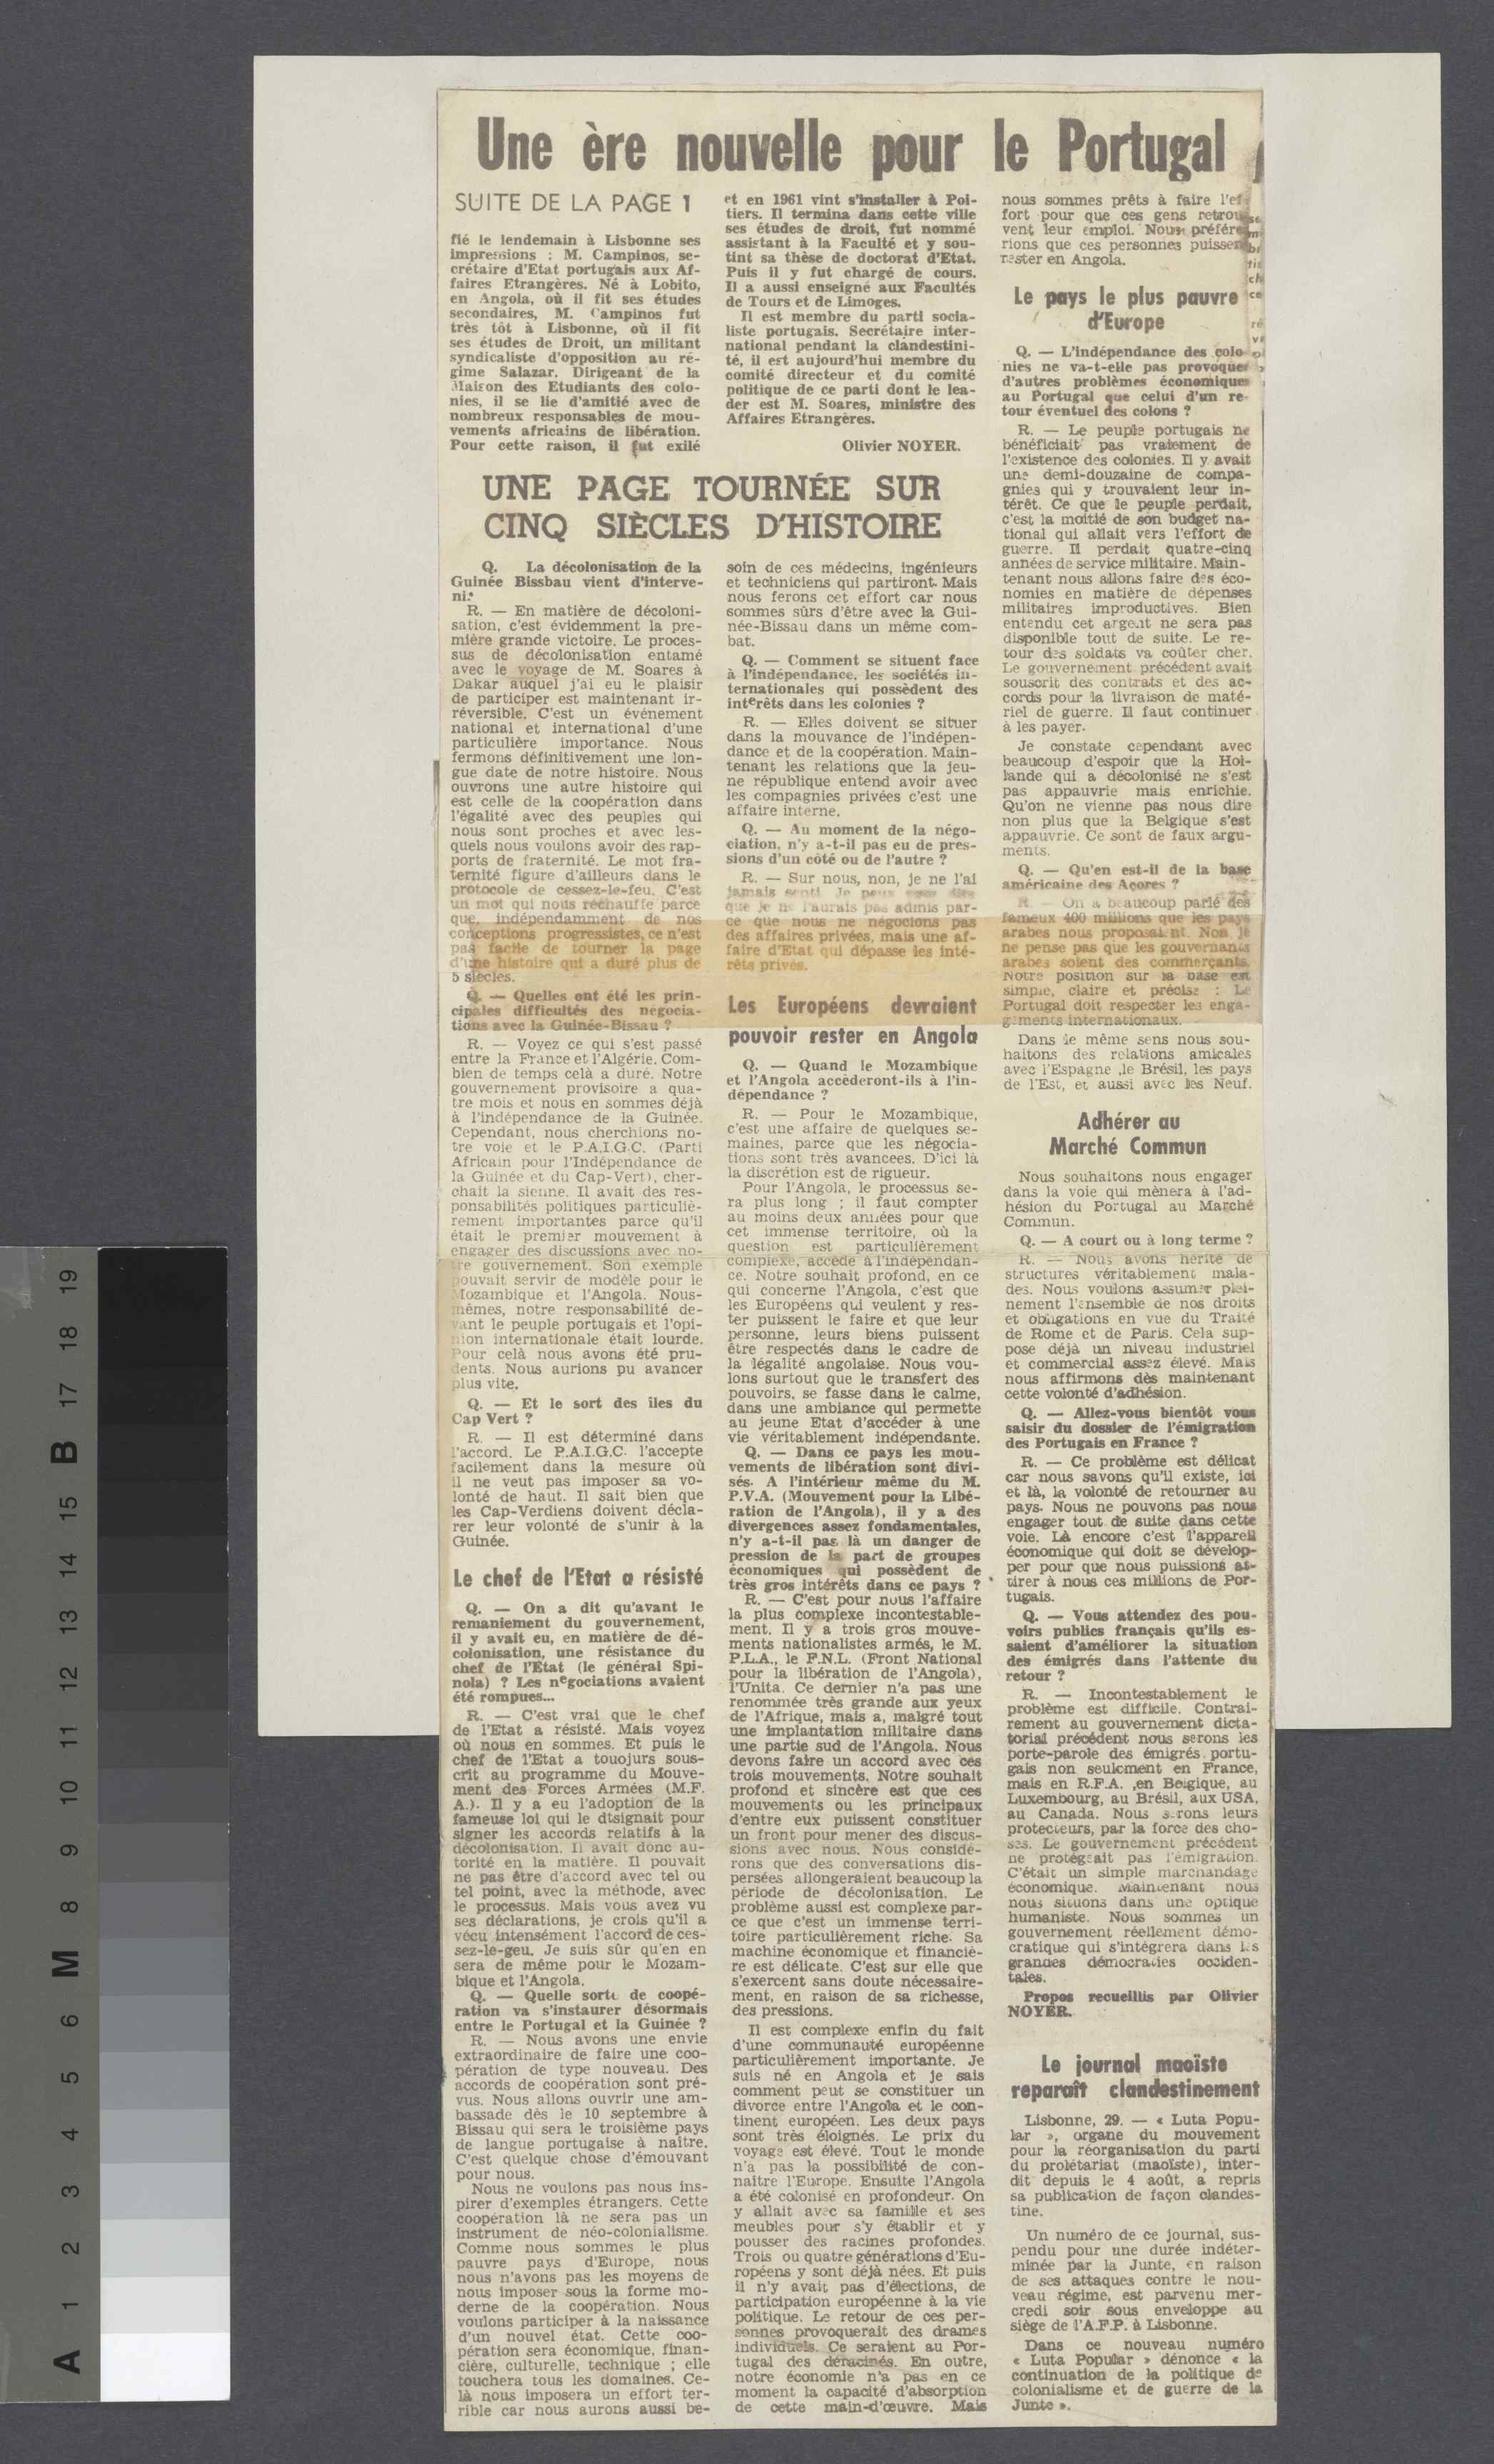 Une ère nouvelle pour le Portugal
SUITE DE LA PAGE 1
fié le lendemain à Lisbonne ses
impressions : M. Campinos, se-
crétaire d'Etat portugais aux Af-
faires Etrangères. Né à Lobito,
en Angola, où il fit ses études
secondaires, M. Campinos fut
très tôt à Lisbonne, où il fit
ses études de Droit, un militant
syndicaliste d'opposition au ré-
gime Salazar. Dirigeant de la
Maison des Etudiants des colo-
nies, il se lie d'amitié avec de
nombreux responsables de mou-
vements africains de libération.
Pour cette raison, il fut exilé
et en 1961 vint s'installer à Poi-
tiers. Il termina dans cette ville
ses études de droit, fut nommé
assistant à la Faculté et y sou-
tint sa thèse de doctorat d'Etat.
Puis il y fut chargé de cours.
Il a aussi enseigné aux Facultés
de Tours et de Limoges.
Il est membre du parti socia-
liste portugais. Secrétaire inter-
national pendant la clandestini-
té, il est aujourd'hui membre du
comité directeur et du comité
politique de ce parti dont le lea-
der est M. Soares, ministre des
Affaires Etrangères.
Olivier NOYER.
UNE PAGE TOURNÉE SUR
CINQ SIÈCLES D'HISTOIRE
Q. La décolonisation de la
Guinée Bissbau vient d'interve-
nir
R. — En matière de décoloni-
sation, c'est évidemment la pre-
mière grande victoire. Le proces-
sus de décolonisation entamé
avec le voyage de M. Soares à
Dakar auquel j'ai eu le plaisir
de participer est maintenant ir-
réversible. C'est un événement
national et international d'une
particulière importance. Nous
fermons définitivement une lon-
gue date de notre histoire. Nous
ouvrons une autre histoire qui
est celle de la coopération dans
l'égalité avec des peuples qui
nous sont proches et avec les-
quels nous voulons avoir des rap-
ports de fraternité. Le mot fra-
ternité figure d'ailleurs dans le
protocole de cessez-le-feu. C'est
un mot qui nous réchauffe parce
que, indépendamment de nos
conceptions progressistes, ce n'est
pas facile de tourner la page
d'une histoire qui a duré plus de
5 siècles.
Q. — Quelles ont été les prin-
cipales difficultés des négocia-
tions avec la Guinée-Bissau ?
R. — Voyez ce qui s'est passé
entre la France et l'Algérie. Com-
bien de temps celà a duré. Notre
gouvernement provisoire a qua-
tre mois et nous en sommes déjà
à l'indépendance de la Guinée.
Cependant, nous cherchions no-
tre voie et le P.A.I.G.C. (Parti
Africain pour l'Indépendance de
la Guinée et du Cap-Vert), cher-
chait la sienne. Il avait des res-
ponsabilités politiques particuliè-
rement importantes parce qu'il
était le premier mouvement à
engager des discussions avec no-
tre gouvernement. Son exemple
pouvait servir de modèle pour le
Mozambique et l'Angola. Nous-
mêmes, notre responsabilité de-
vant le peuple portugais et l'opi-
nion internationale était lourde.
Pour celà nous avons été pru-
dents. Nous aurions pu avancer
plus vite.
Q. — Et le sort des îles du
Cap Vert ?
R. — Il est déterminé dans
l'accord. Le P.A.I.G.C. l'accepte
facilement dans la mesure où
il ne veut pas imposer sa vo-
lonté de haut. Il sait bien que
les Cap-Verdiens doivent décla-
rer leur volonté de s'unir à la
Guinée.
Le chef de l'Etat a résisté
Q. — On a dit qu'avant le
remaniement du gouvernement,
il y avait eu, en matière de dé-
colonisation, une résistance du
chef de l'État (le général Spi-
nola) ? Les négociations avaient
été rompues...
R. — C'est vrai que le chef
de l'Etat a résisté. Mais voyez
où nous en sommes. Et puis le
chef de l'Etat a touojurs sous-
crit au programme du Mouve-
ment des Forces Armées (M.F.
A.). Il y a eu l'adoption de la
fameuse loi qui le dtsignait pour
signer les accords relatifs à la
décolonisation. Il avait donc au-
torité en la matière. Il pouvait
ne pas être d'accord avec tel ou
tel point, avec la méthode, avec
le processus. Mais vous avez vu
ses déclarations, je crois qu'il a
vécu intensément l'accord de ces-
sez-le-geu. Je suis sûr qu'en en
sera de même pour le Mozam-
bique et l'Angola.
Q. — Quelle sorte de coopé-
ration va s'instaurer désormais
entre le Portugal et la Guinée ?
R. — Nous avons une envie
extraordinaire de faire une coo-
pération de type nouveau. Des
accords de coopération sont pré-
vus. Nous allons ouvrir une am-
bassade dès le 10 septembre à
Bissau qui sera le troisième pays
de langue portugaise à naître.
C'est quelque chose d'émouvant
pour nous.
Nous ne voulons pas nous ins-
pirer d'exemples étrangers. Cette
coopération là ne sera pas un
instrument de néo-colonialisme.
Comme nous sommes le plus
pauvre pays d'Europe, nous
nous n'avons pas les moyens de
nous imposer sous la forme mo-
derne de la coopération. Nous
voulons participer à la naissance
d'un nouvel état. Cette coo-
pération sera économique, finan-
cière, culturelle, technique ; elle
touchera tous les domaines. Ce-
là nous imposera un effort ter-
rible car nous aurons aussi be-
soin de ces médecins, ingénieurs
et techniciens qui partiront. Mais
nous ferons cet effort car nous
sommes sûrs d'être avec la Gui-
née-Bissau dans un même com-
bat.
Q. — Comment se situent face
à l'indépendance, les sociétés in-
ternationales qui possèdent des
intérêts dans les colonies ?
R. — Elles doivent se situer
dans la mouvance de l'indépen-
dance et de la coopération. Main-
tenant les relations que la jeu-
ne république entend avoir avec
les compagnies privées c'est une
affaire interne.
Q. — Au moment de la négo-
ciation, n'y a-t-il pas eu de pres-
sions d'un côté ou de l'autre ?
R. — Sur nous, non, je ne l'ai
jamais senti. Je peux vous dire
que je ne l'aurais pas admis par-
ce que nous ne négocions pas
des affaires privées, mais une af-
faire d'Etat qui dépasse les inté-
rêts privés.
Les Européens devraient
pouvoir rester en Angola
Q. — Quand le Mozambique
et l'Angola accèderont-ils à l'in-
dépendance ?
R. — Pour le Mozambique,
c'est une affaire de quelques se-
maines, parce que les négocia-
tions sont très avancées. D'ici là
la discrétion est de rigueur.
Pour l'Angola, le processus se-
ra plus long ; il faut compter
au moins deux années pour que
cet immense territoire, où la
question est particulièrement
complexe, accède à l'indépendan-
ce. Notre souhait profond, en ce
qui concerne l'Angola, c'est que
les Européens qui veulent y res-
ter puissent le faire et que leur
personne, leurs biens puissent
être respectés dans le cadre de
la légalité angolaise. Nous vou-
lons surtout que le transfert des
pouvoirs, se fasse dans le calme,
dans une ambiance qui permette
au jeune Etat d'accéder à une
vie véritablement indépendante.
Q. — Dans ce pays les mou-
vements de libération sont divi-
sés. A l'intérieur même du M.
P.V.A. (Mouvement pour la Libé-
ration de l'Angola), il y a des
divergences assez fondamentales,
n'y a-t-il pas là un danger de
pression de la part de groupes
économiques qui possèdent de
très gros intérêts dans ce pays ?
R. — C'est pour nous l'affaire
la plus complexe incontestable-
ment. Il y a trois gros mouve-
ments nationalistes armés, le M.
P.L.A., le F.N.L. (Front National
pour la libération de l'Angola),
l'Unita. Ce dernier n'a pas une
renommée très grande aux yeux
de l'Afrique, mais a, malgré tout
une implantation militaire dans
une partie sud de l'Angola. Nous
devons faire un accord avec ces
trois mouvements. Notre souhait
profond et sincère est que ces
mouvements ou les principaux
d'entre eux puissent constituer
un front pour mener des discus-
sions avec nous. Nous considé-
rons que des conversations dis-
persées allongeraient beaucoup la
période de décolonisation. Le
problème aussi est complexe par-
ce que c'est un immense terri-
toire particulièrement riche. Sa
machine économique et financiè-
re est délicate. C'est sur elle que
s'exercent sans doute nécessaire-
ment, en raison de sa richesse,
des pressions.
Il est complexe enfin du fait
d'une communauté européenne
particulièrement importante. Je
suis né en Angola et je sais
comment peut se constituer un
divorce entre l'Angola et le con-
tinent européen. Les deux pays
sont très éloignés. Le prix du
voyage est élevé. Tout le monde
n'a pas la possibilité de con-
naître l'Europe. Ensuite l'Angola
a été colonisé en profondeur. On
y allait avec sa famille et ses
meubles pour s'y établir et y
pousser des racines profondes.
Trois ou quatre générations d'Eu-
ropéens y sont déjà nées. Et puis
il n'y avait pas d'élections, de
participation européenne à la vie
politique. Le retour de ces per-
sonnes provoquerait des drames
individuels. Ce seraient au Por-
tugal des déracinés. En outre,
notre économie n'a pas en ce
moment la capacité d'absorption
de cette main-d'œuvre. Mais
nous sommes prêts à faire l'ef-
fort pour que ces gens retrou-
vent leur emploi. Nous préfére-
rions que ces personnes puissent
rester en Angola.
Le pays le plus pauvre
d'Europe
Q. — L'indépendance des colo-
nies ne va-t-elle pas provoquer
d'autres problèmes économiques
au Portugal que celui d'un re-
tour éventuel des colons ?
R. — Le peuple portugais ne
bénéficiait pas vraiement de
l'existence des colonies. Il y avait
une demi-douzaine de compa-
gnies qui y trouvaient leur in-
térêt. Ce que le peuple perdait,
c'est la moitié de son budget na-
tional qui allait vers l'effort de
guerre. Il perdait quatre-cinq
années de service militaire. Main-
tenant nous allons faire des éco-
nomies en matière de dépenses
militaires improductives. Bien
entendu cet argent ne sera pas
disponible tout de suite. Le re-
tour des soldats va coûter cher.
Le gouvernement précédent avait
souscrit des contrats et des ac-
cords pour la livraison de maté-
riel de guerre. Il faut continuer
à les payer.
Je constate cependant avec
beaucoup d'espoir que la Hol-
lande qui a décolonisé ne s'est
pas appauvrie mais enrichie.
Qu'on ne vienne pas nous dire
non plus que la Belgique s'est
appauvrie. Ce sont de faux argu-
ments.
Q. — Qu'en est-il de la base
américaine des Açores ?
R. — On a beaucoup parlé des
fameux 400 millions que les pays
arabes nous proposaient. Non je
ne pense pas que les gouvernants
arabes soient des commerçants.
Notre position sur la base est
simple, claire et précise : Le
Portugal doit respecter les enga-
gements internationaux.
Dans le même sens nous sou-
haitons des relations amicales
avec l'Espagne ,le Brésil, les pays
de l'Est, et aussi avec les Neuf.
Adhérer au
Marché Commun
Nous souhaitons nous engager
dans la voie qui mènera à l'ad-
hésion du Portugal au Marché
Commun.
Q. — A court ou à long terme ?
R. — Nous avons hérité de
structures véritablement mala-
des. Nous voulons assumer plei-
nement l'ensemble de nos droits
et obligations en vue du Traité
de Rome et de Paris. Cela sup-
pose déjà un niveau industriel
et commercial assez élevé. Mais
nous affirmons dès maintenant
cette volonté d'adhésion.
Q. — Allez-vous bientôt vous
saisir du dossier de l'émigration
des Portugais en France ?
R. — Ce problème est délicat
car nous savons qu'il existe, ici
et là, la volonté de retourner au
pays. Nous ne pouvons pas nous
engager tout de suite dans cette
voie. Là encore c'est l'appareil
économique qui doit se dévelop-
per pour que nous puissions at-
tirer à nous ces millions de Por-
tugais.
Q. — Vous attendez des pou-
voirs publics français qu'ils es-
saient d'améliorer la situation
des émigrés dans l'attente du
retour ?
R. — Incontestablement le
problème est difficile. Contrai-
rement au gouvernement dicta-
torial précédent nous serons les
porte-parole des émigrés portu-
gais non seulement en France,
mais en R.F.A. ,en Belgique, au
Luxembourg, au Brésil, aux USA,
au Canada. Nous serons leurs
protecteurs, par la force des cho-
ses. Le gouvernement précédent
ne protégeait pas l'émigration.
C'était un simple marchandage
économique. Maintenant nous
nous situons dans une optique
humaniste. Nous sommes un
gouvernement réellement démo-
cratique qui s'intégrera dans les
grandes démocraties occiden-
tales.
Propos recueillis par Olivier
NOYER.
Le journal maoïste
reparaît clandestinement
Lisbonne, 29. — « Luta Popu-
lar », organe du mouvement
pour la réorganisation du parti
du prolétariat (maoïste), inter-
dit depuis le 4 août, a repris
sa publication de façon clandes-
tine.
Un numéro de ce journal, sus-
pendu pour une durée indéter-
minée par la Junte, en raison
de ses attaques contre le nou-
veau régime, est parvenu mer-
credi soir sous enveloppe au
siège de l'A.F.P. à Lisbonne.
Dans ce nouveau numéro
« Luta Popular » dénonce « la
continuation de la politique de
colonialisme et de guerre de la
Junte ».
A 1 2 3 4 5 6 M 8 9 10 11 12 13 14 15 B 17 18 19